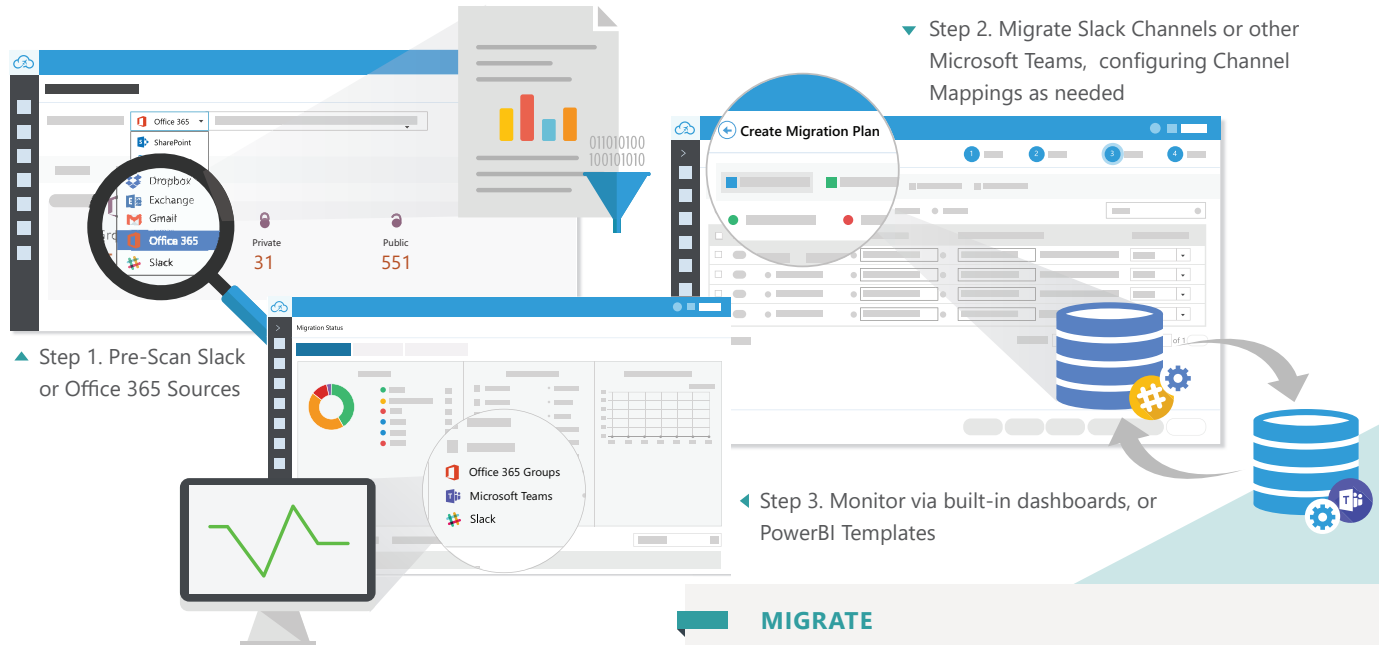 Office 365
SharePoint
Dropbox
Exchange
Gmail
Office 365
Slack
Private
31
Public
551
011010100
100101010
Step 1. Pre-Scan Slack
or Office 365 Sources
Step 2. Migrate Slack Channels or other
Microsoft Teams, configuring Channel
Mappings as needed
Create Migration Plan
1
2
3
4
of 1
Migration Status
Office 365 Groups
Microsoft Teams
Slack
Step 3. Monitor via built-in dashboards, or
PowerBI Templates
MIGRATE